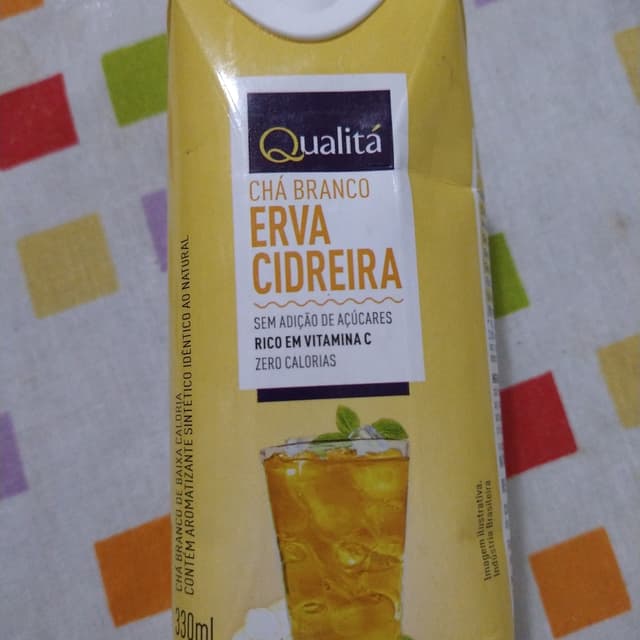 Qualitá
CHÁ BRANCO
ERVA
CIDREIRA
SEM ADIÇÃO DE AÇÚCARES
RICO EM VITAMINA C
ZERO CALORIAS
CHÁ BRANCO DE BAIXA CALORIA
CONTÉM AROMATIZANTE SINTÉTICO IDÊNTICO AO NATURAL
Imagem ilustrativa.
Indústria Brasileira
330ml